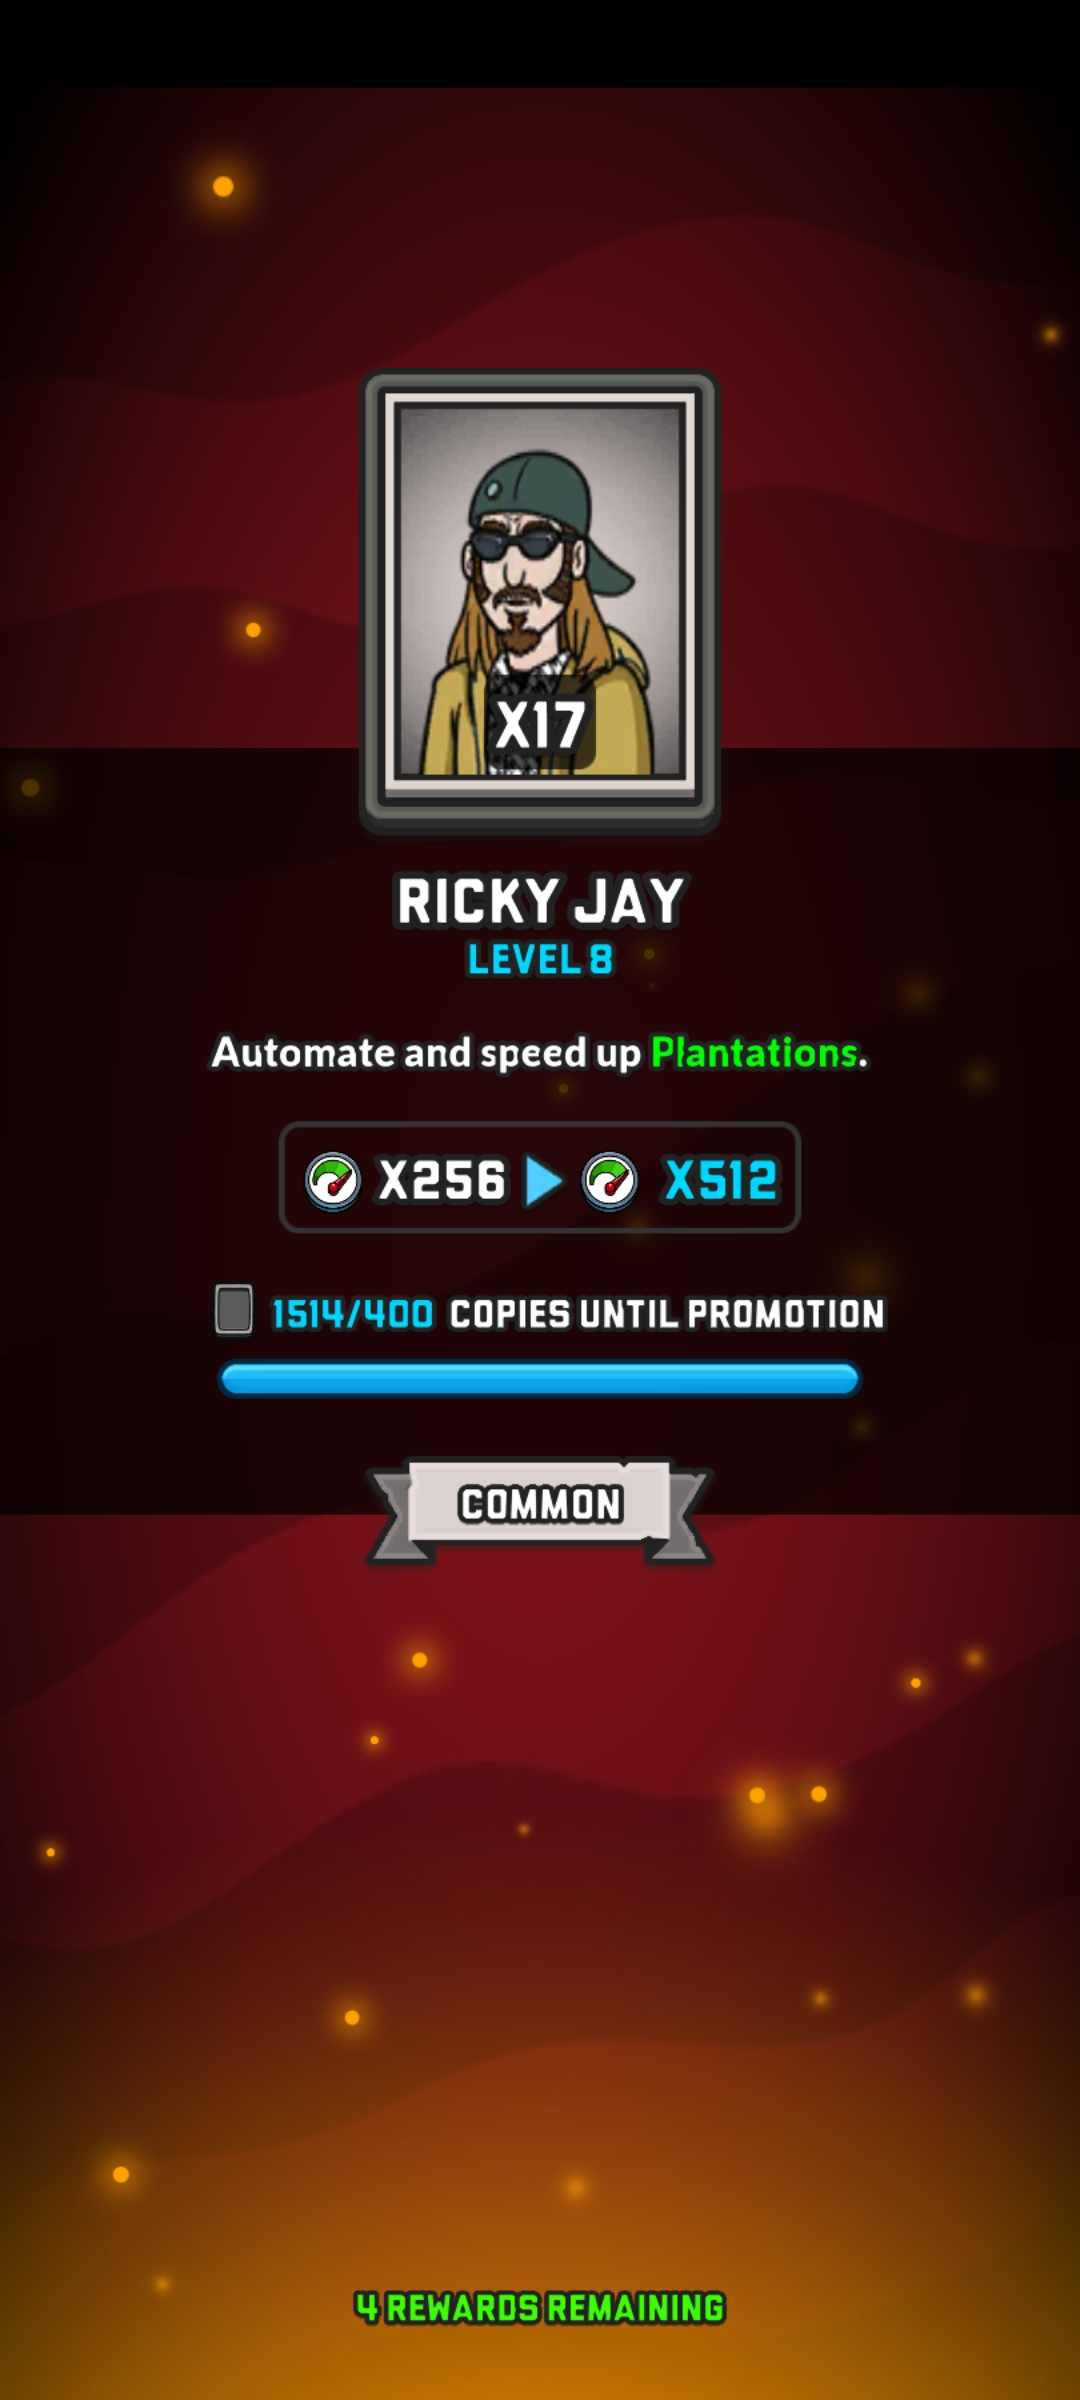 X17
RICKY JAY
LEVEL 8
Automate and speed up Plantations.
X256 X512
1514/400 COPIES UNTIL PROMOTION
COMMON
4 REWARDS REMAINING